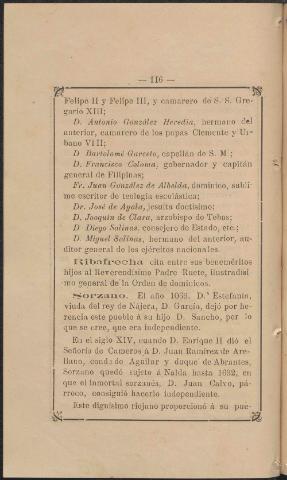 — 116 —
Felipe II y Felipe III, y camarero de S. S. Gre-
gorio XIII;
D. Antonio González Heredia, hermano del
anterior, camarero de los papas Clemente y Ur-
bano VIII;
D Bartolomé Garceto, capellán de S. M ;
D. Francisco Coloma, gobernador y capitán
general de Filipinas;
Fr. Juan González de Albelda, dominico, subli
me escritor de teología escolástica;
Dr. José de Ayala, jesuita doctísimo;
D. Joaquin de Clara, arzobispo de Tebas;
D Diego Salinas, consejero de Estado, etc.;
D. Miguel Salinas, hermano del anterior, au-
ditor general de los ejércitos nacionales.
Ribafrecha cita entre sus beneméritos
hijos al Reverendísimo Padre Ruete, ilustradísi
mo general de la Orden de dominicos.
Sorzano. El año 1063, D.ª Estefanía,
viuda del rey de Nájera, D. García, dejó por he-
rencia este pueblo á su hijo D. Sancho, por lo
que se cree, que era independiente.
En el siglo XIV, cuando D. Enrique II dió el
Señorío de Cameros á D. Juan Ramírez de Are-
llano, condado Aguilar y duque de Abrantes,
Sorzano quedó sujeto á Nalda hasta 1632, en
que el inmortal sorzanés, D. Juan Calvo, pá-
rroco, consiguió hacerlo independiente.
Este dignísimo riojano proporcionó á su pue-